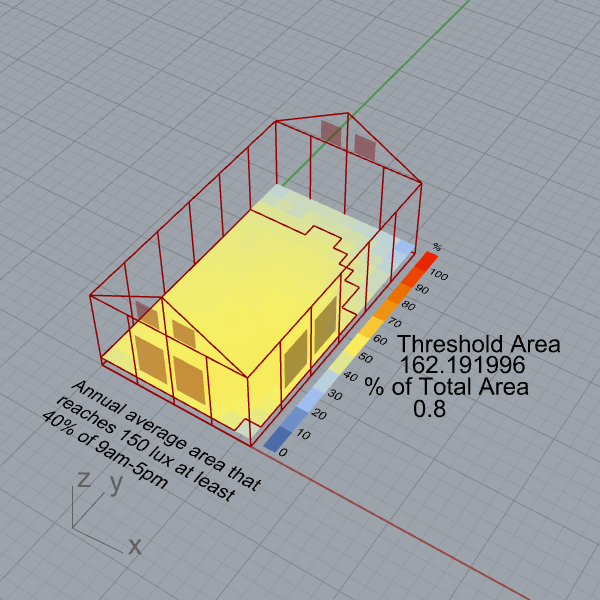 %
100
90
80
70
60
50
40
30
20
10
0
Threshold Area
162.191996
% of Total Area
0.8
Annual average area that
reaches 150 lux at least
40% of 9am-5pm
z
y
x